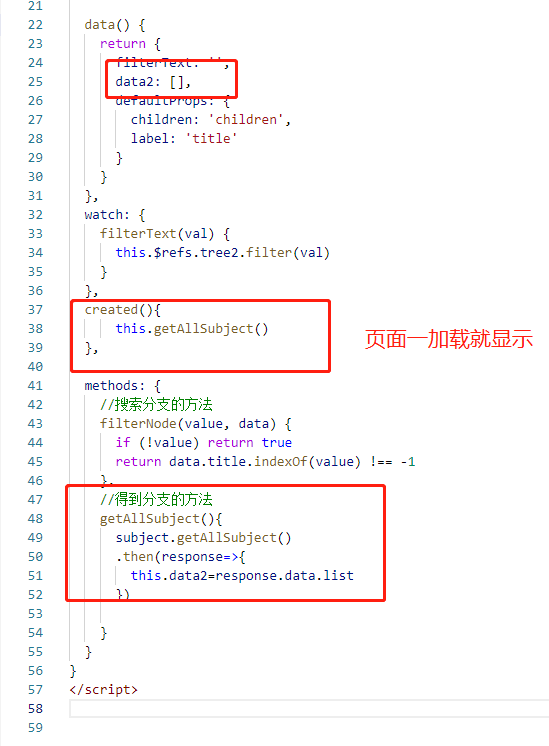 21
22 data() {
23 return {
24 filterText: '',
25 data2: [],
26 defaultProps: {
27 children: 'children',
28 label: 'title'
29 }
30 }
31 },
32 watch: {
33 filterText(val) {
34 this.$refs.tree2.filter(val)
35 }
36 },
37 created(){
38 this.getAllSubject()
39 },
页面一加载就显示
40
41 methods: {
42 //搜索分支的方法
43 filterNode(value, data) {
44 if (!value) return true
45 return data.title.indexOf(value) !== -1
46 },
47 //得到分支的方法
48 getAllSubject(){
49 subject.getAllSubject()
50 .then(response=>{
51 this.data2=response.data.list
52 })
53
54 }
55 }
56 }
57 </script>
58
59